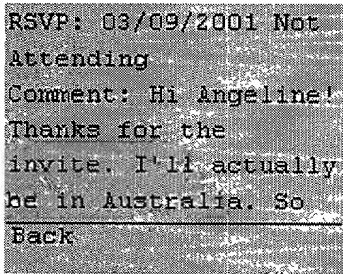 RSVP: 03/09/2001 Not
Attending
Comment: Hi Angeline!
Thanks for the
invite. I'll actually
be in Australia. So
Back